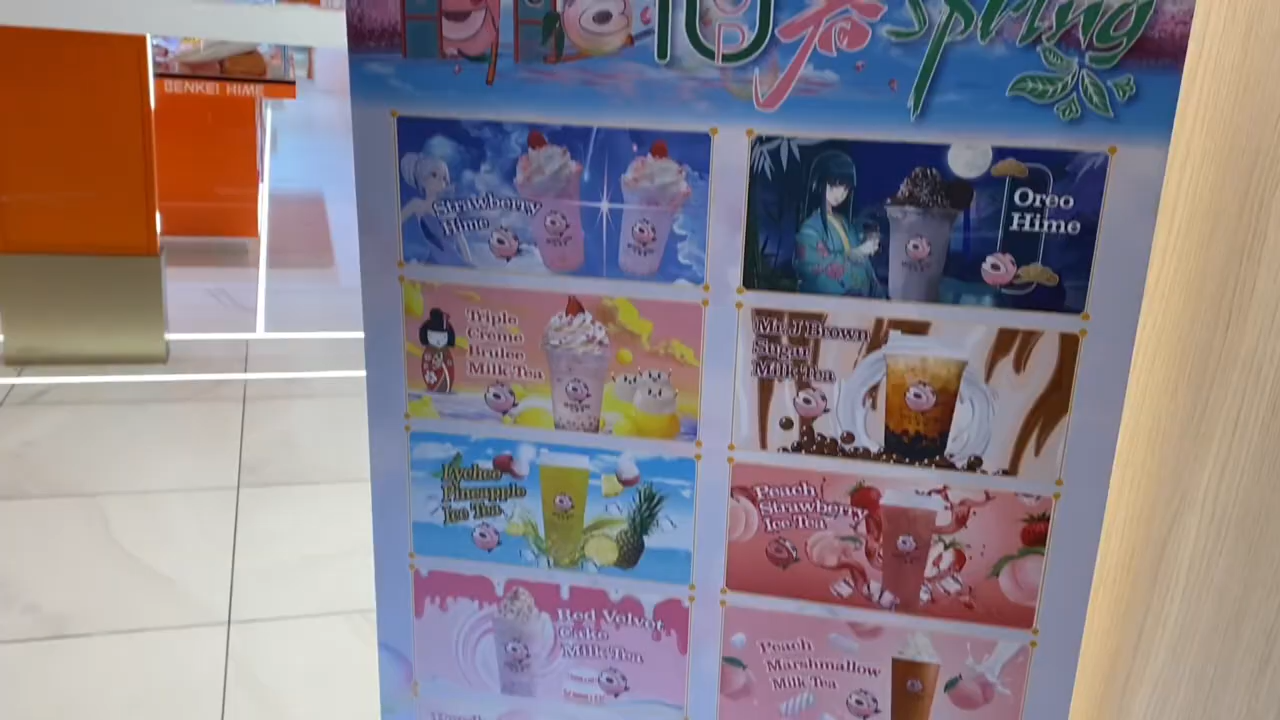 春 Spring
BENKEI HIME
Strawberry
Hime
Oreo
Hime
Triple
Creme
Brulee
Milk Tea
Mr. J Brown
Sugar
Milk Tea
Lychee
Pineapple
Ice Tea
Peach
Strawberry
Ice Tea
Red Velvet
Cake
Milk Tea
Peach
Marshmallow
Milk Tea